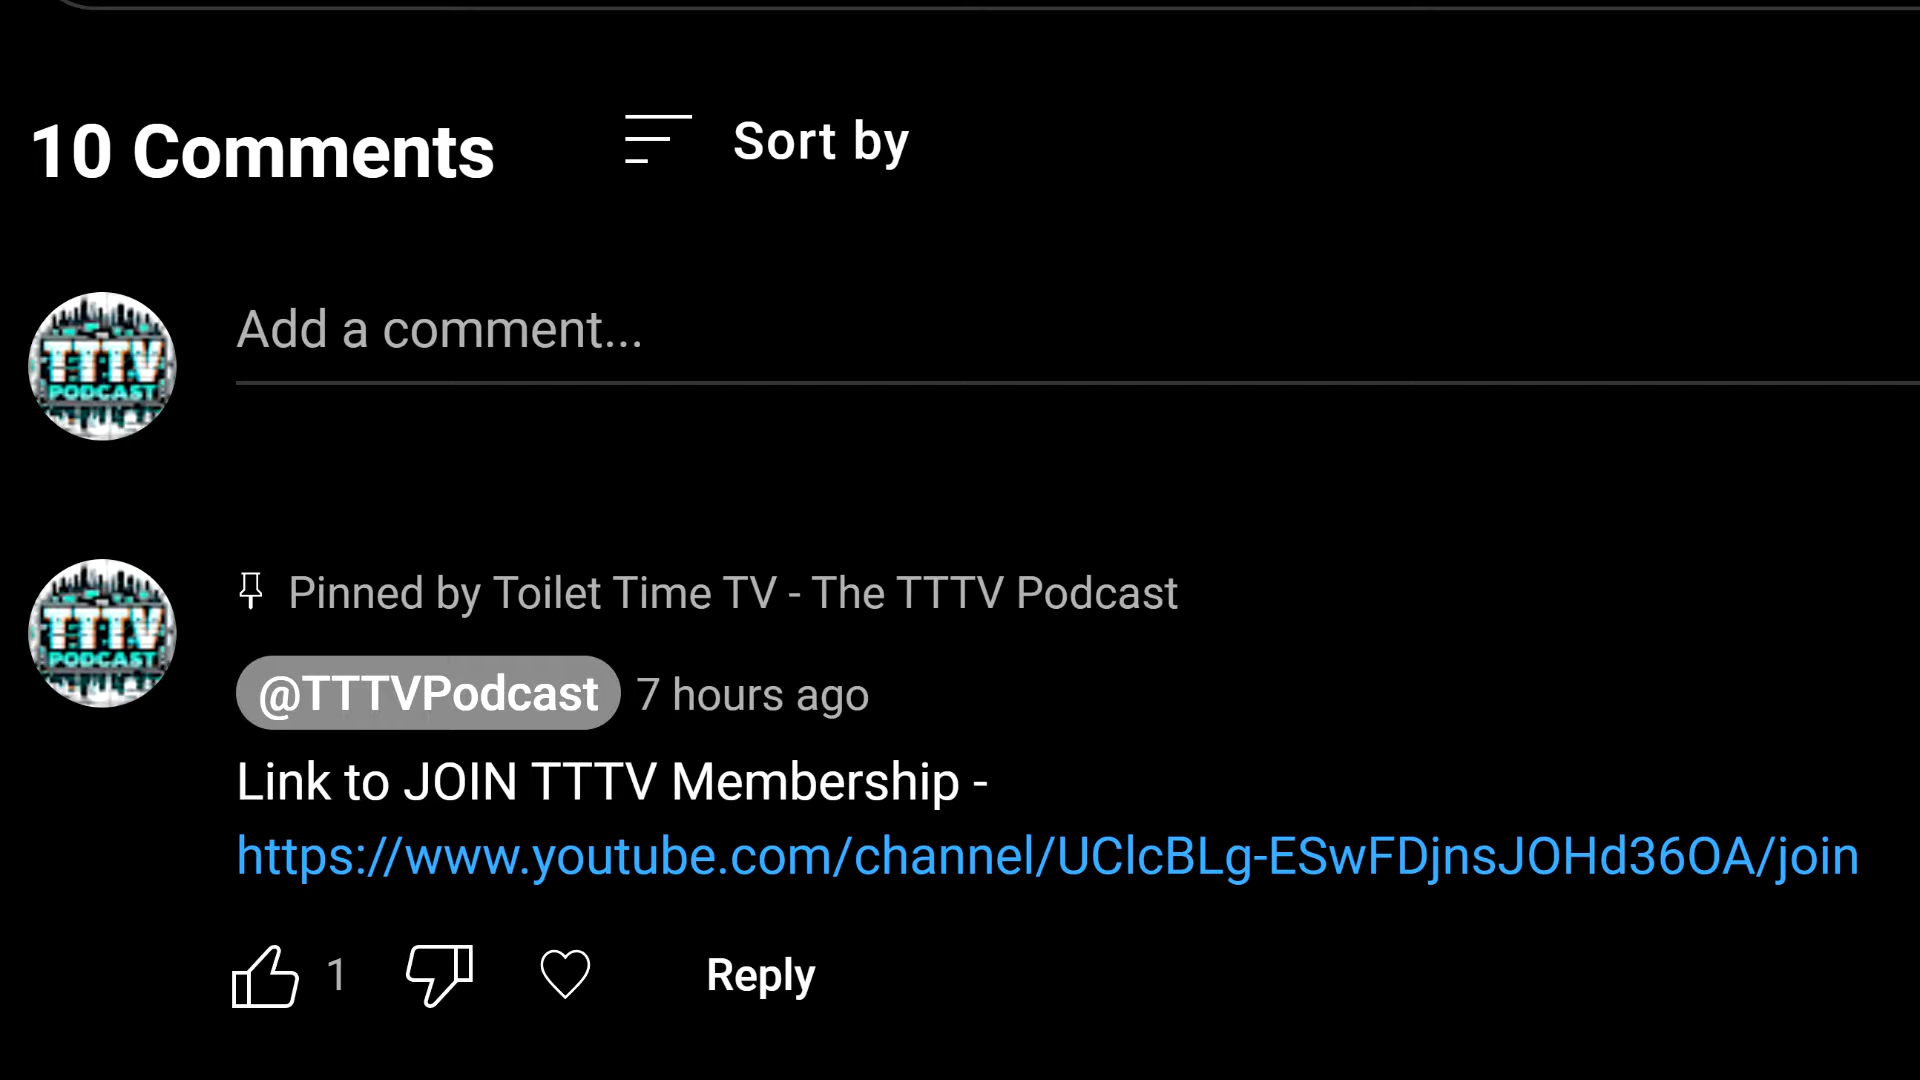 10 Comments
Sort by
TTTV
PODCAST
Add a comment...
TTTV
PODCAST
Pinned by Toilet Time TV - The TTTV Podcast
@TTTVPodcast 7 hours ago
Link to JOIN TTTV Membership -
https://www.youtube.com/channel/UClcBLg-ESwFDjnsJOHd36OA/join
1
Reply